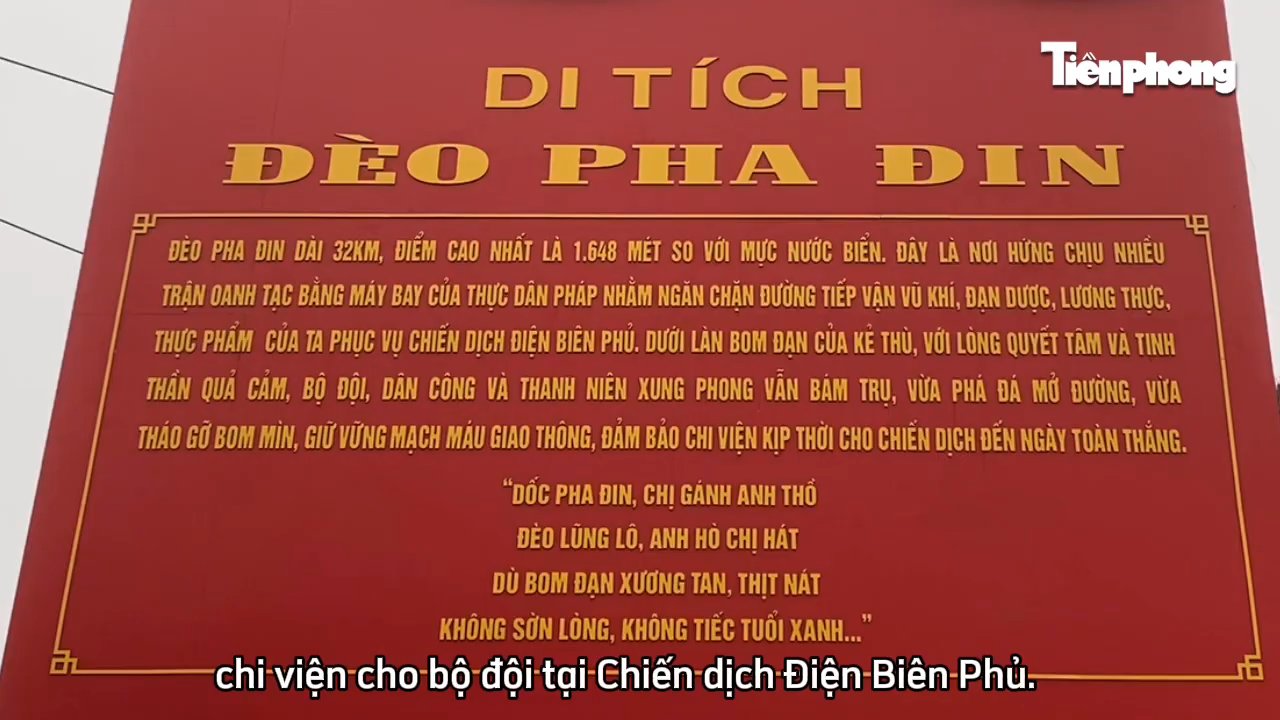 Tiền phong
DI TÍCH
ĐÈO PHA ĐIN
ĐÈO PHA ĐIN DÀI 32KM, ĐIỂM CAO NHẤT LÀ 1.648 MÉT SO VỚI MỰC NƯỚC BIỂN. ĐÂY LÀ NƠI HỨNG CHỊU NHIỀU
TRẬN OANH TẠC BẰNG MÁY BAY CỦA THỰC DÂN PHÁP NHẰM NGĂN CHẶN ĐƯỜNG TIẾP VẬN VŨ KHÍ, ĐẠN DƯỢC, LƯƠNG THỰC,
THỰC PHẨM CỦA TA PHỤC VỤ CHIẾN DỊCH ĐIỆN BIÊN PHỦ. DƯỚI LÀN BOM ĐẠN CỦA KẺ THÙ, VỚI LÒNG QUYẾT TÂM VÀ TINH
THẦN QUẢ CẢM, BỘ ĐỘI, DÂN CÔNG VÀ THANH NIÊN XUNG PHONG VẪN BÁM TRỤ, VỪA PHÁ ĐÁ MỞ ĐƯỜNG, VỪA
THÁO GỠ BOM MÌN, GIỮ VỮNG MẠCH MÁU GIAO THÔNG, ĐẢM BẢO CHI VIỆN KỊP THỜI CHO CHIẾN DỊCH ĐẾN NGÀY TOÀN THẮNG.
“DỐC PHA ĐIN, CHỊ GÁNH ANH THỒ
ĐÈO LŨNG LÔ, ANH HÒ CHỊ HÁT
DÙ BOM ĐẠN XƯƠNG TAN, THỊT NÁT
KHÔNG SỜN LÒNG, KHÔNG TIẾC TUỔI XANH...”
chi viện cho bộ đội tại Chiến dịch Điện Biên Phủ.